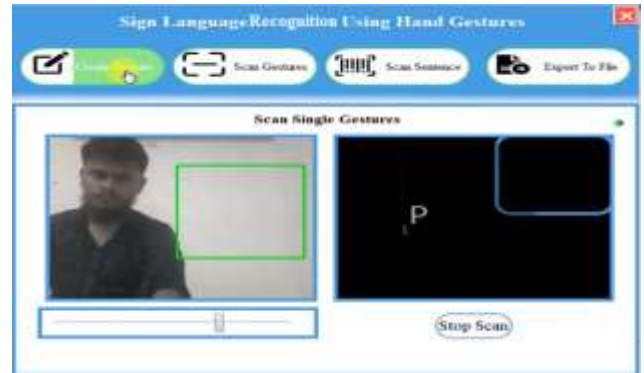 Sign Language Recognition Using Hand Gestures
Scan Gestures
Scan Sentence
Export To File
Scan Single Gestures
P
Stop Scan